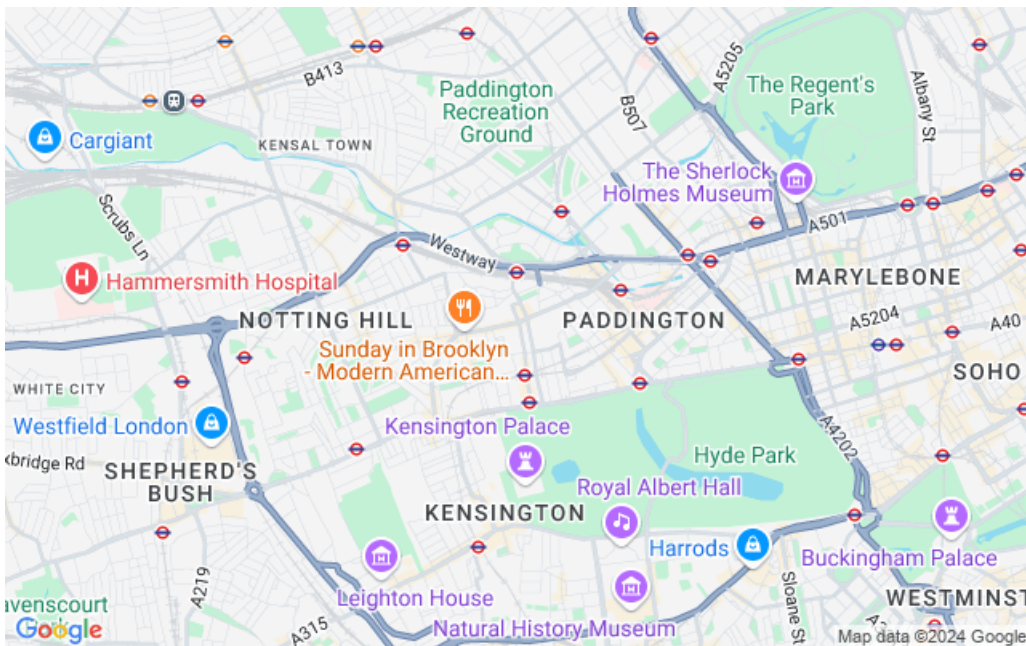 B413
Paddington
Recreation
Ground
B507
A5205
The Regent's
Park
Albany St
Cargiant
KENSAL TOWN
The Sherlock
Holmes Museum
Scrubs Ln
Westway
A501
Hammersmith Hospital
MARYLEBONE
NOTTING HILL
PADDINGTON
A5204
A40
Sunday in Brooklyn
- Modern American...
SOHO
WHITE CITY
Westfield London
Kensington Palace
A4202
xbridge Rd
SHEPHERD'S
BUSH
Hyde Park
Royal Albert Hall
KENSINGTON
Harrods
Buckingham Palace
A219
Leighton House
Sloane St
WESTMINST
avenscourt
Google
A315
Natural History Museum
Map data ©2024 Google